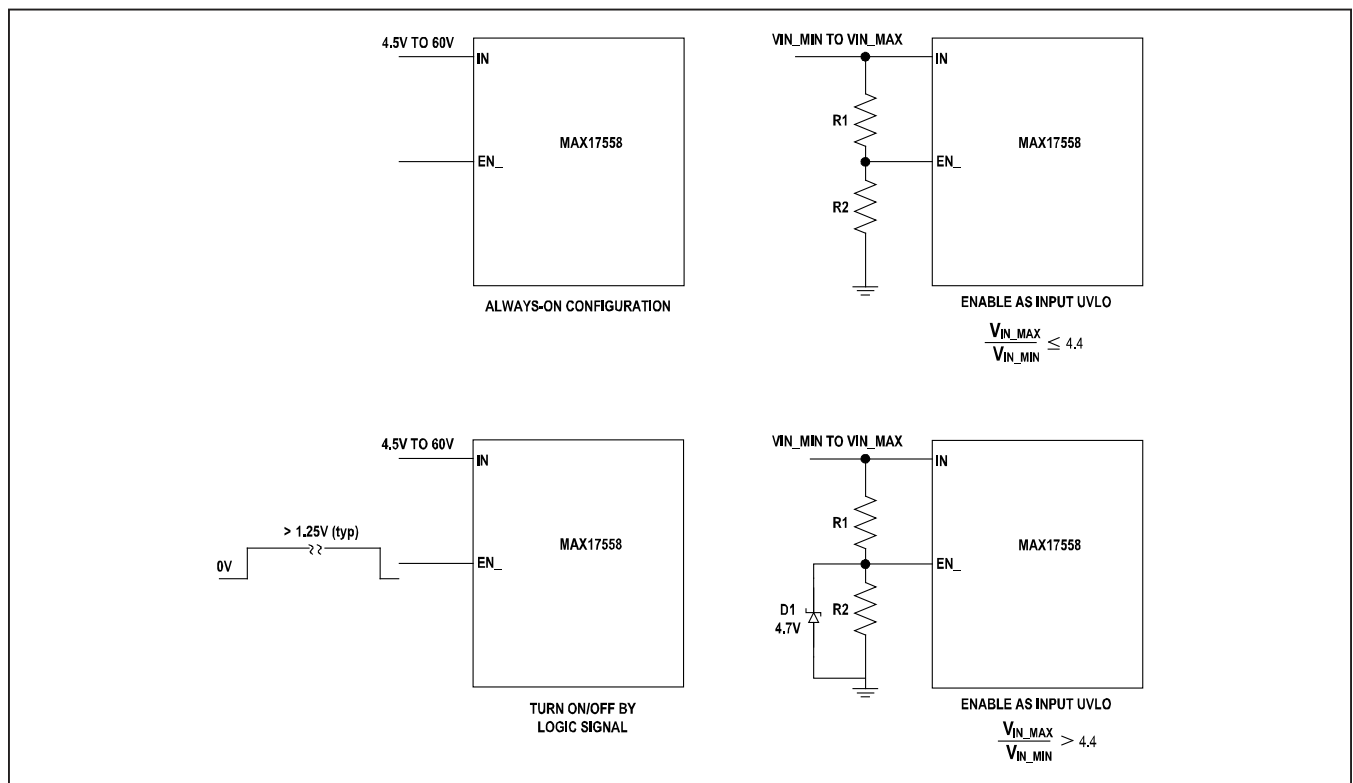 4.5V TO 60V
IN
MAX17558
EN_
ALWAYS-ON CONFIGURATION
VIN_MIN TO VIN_MAX
IN
R1
MAX17558
EN_
R2
ENABLE AS INPUT UVLO
VIN_MAX
VIN_MIN
≤ 4.4
4.5V TO 60V
IN
> 1.25V (typ)
MAX17558
0V
EN_
TURN ON/OFF BY
LOGIC SIGNAL
VIN_MIN TO VIN_MAX
IN
R1
MAX17558
EN_
D1
4.7V
R2
ENABLE AS INPUT UVLO
VIN_MAX
VIN_MIN
> 4.4